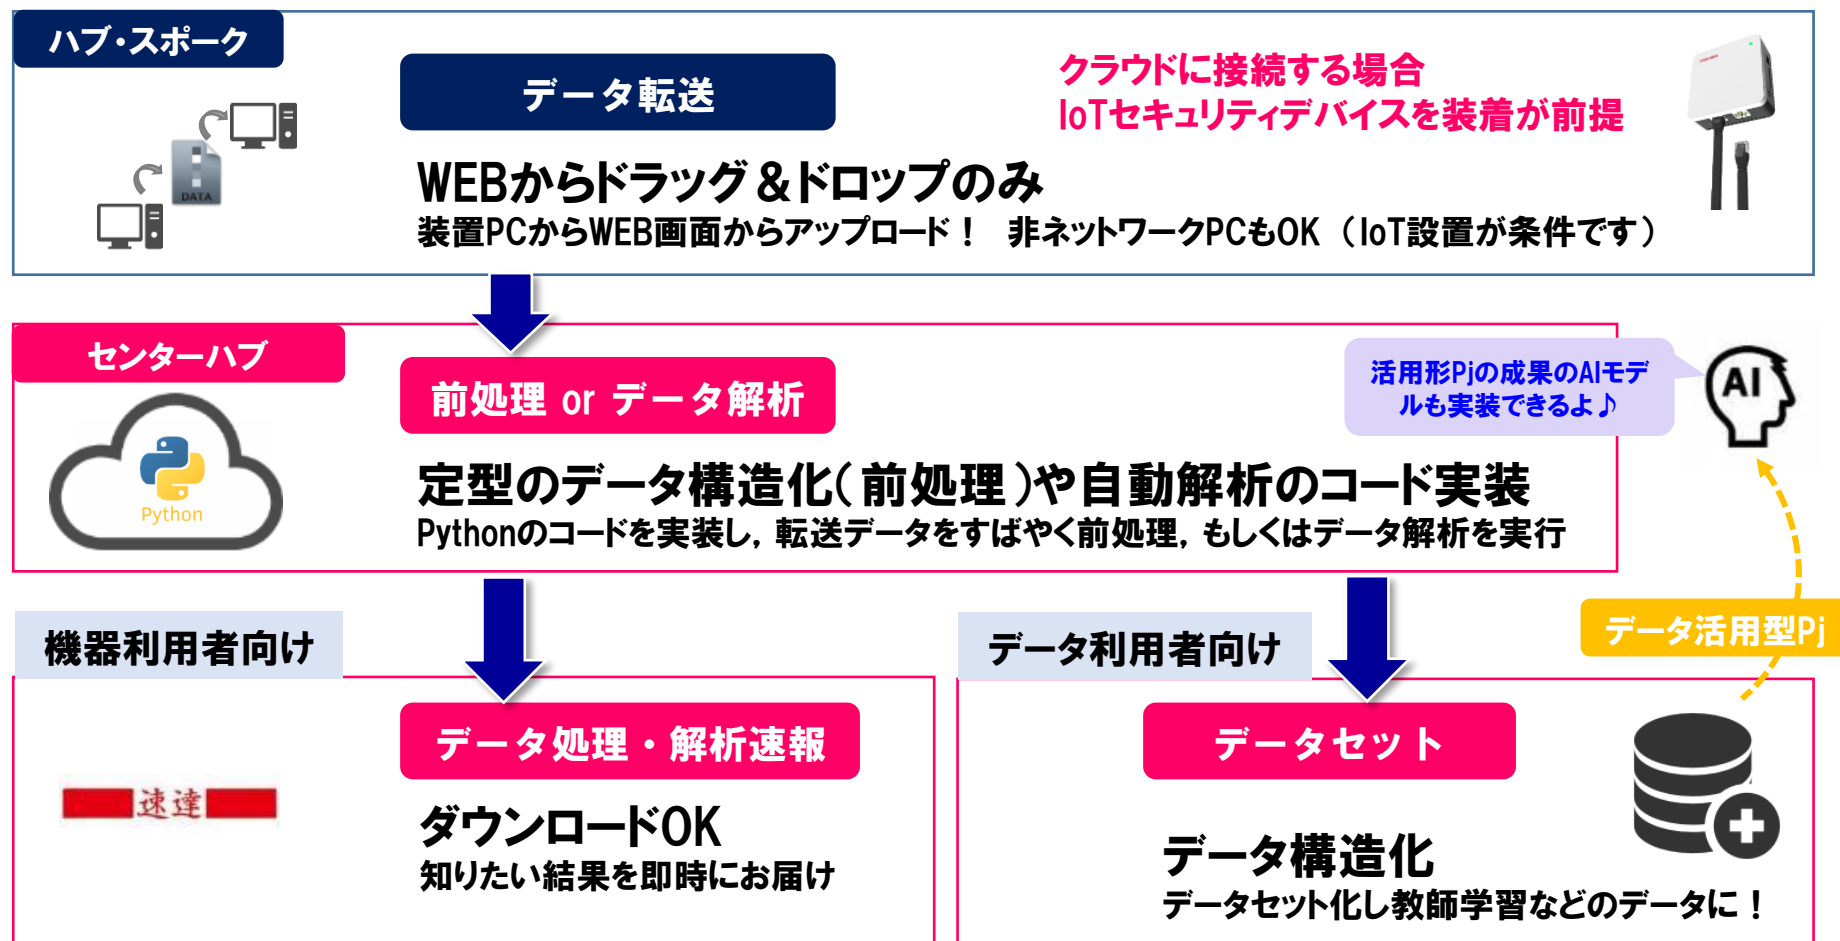 ハブ・スポーク
データ転送
クラウドに接続する場合
IoTセキュリティデバイスを装着が前提
DATA
WEBからドラッグ&ドロップのみ
装置PCからWEB画面からアップロード! 非ネットワークPCもOK (IoT設置が条件です)
センターハブ
前処理 or データ解析
活用形Pjの成果のAIモデ
ルも実装できるよ♪
AI
Python
定型のデータ構造化(前処理)や自動解析のコード実装
Pythonのコードを実装し, 転送データをすばやく前処理, もしくはデータ解析を実行
機器利用者向け
データ利用者向け
データ活用型Pj
データ処理・解析速報
データセット
速達
ダウンロードOK
知りたい結果を即時にお届け
データ構造化
データセット化し教師学習などのデータに!